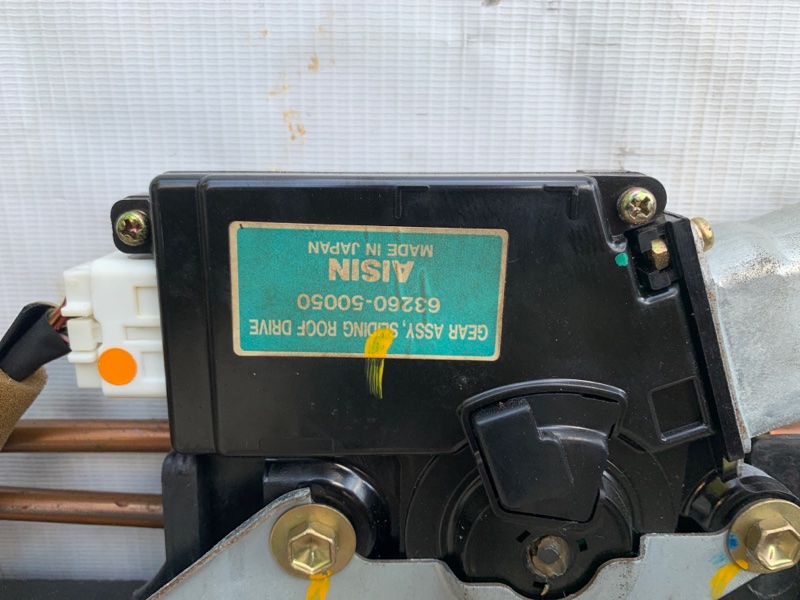 GEAR ASSY, SLIDING ROOF DRIVE
63260-50050
AISIN
MADE IN JAPAN